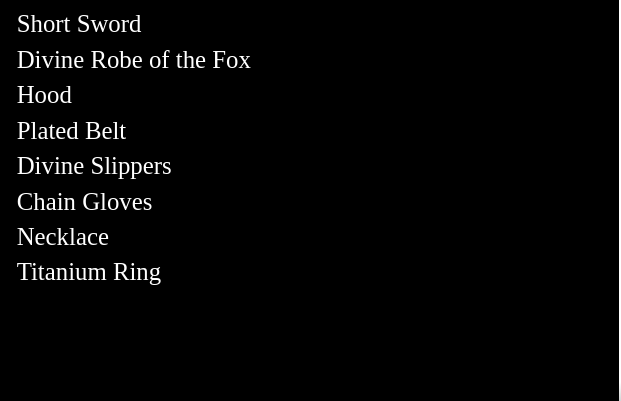 Short Sword
Divine Robe of the Fox
Hood
Plated Belt
Divine Slippers
Chain Gloves
Necklace
Titanium Ring